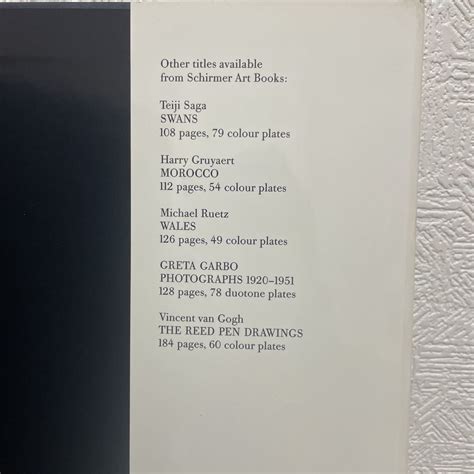 Other titles available
from Schirmer Art Books:
Teiji Saga
SWANS
108 pages, 79 colour plates
Harry Gruyaert
MOROCCO
112 pages, 54 colour plates
Michael Ruetz
WALES
126 pages, 49 colour plates
GRETA GARBO
PHOTOGRAPHS 1920–1951
128 pages, 78 duotone plates
Vincent van Gogh
THE REED PEN DRAWINGS
184 pages, 60 colour plates